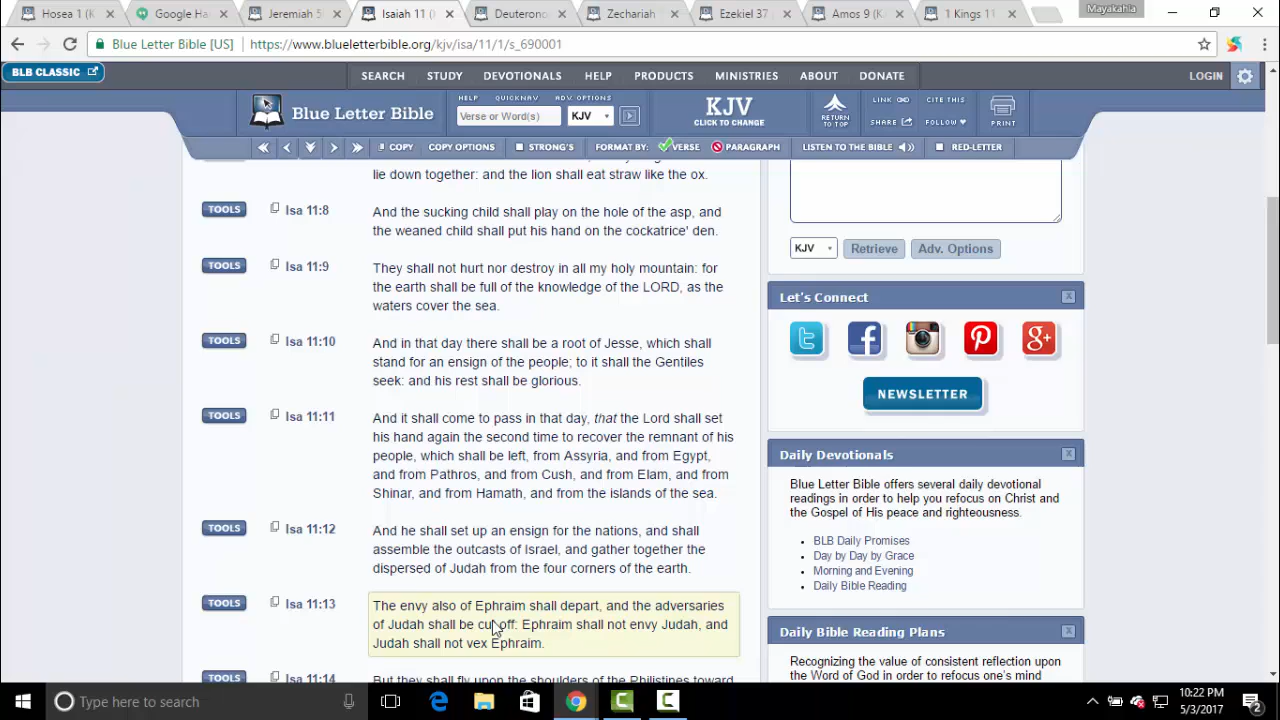 Hosea 1 (K
Google Ha
Jeremiah 5
Isaiah 11 (
Deuterono
Zechariah
Ezekiel 37
Amos 9 (K
1 Kings 11
Mayakahla
Blue Letter Bible [US]
https://www.blueletterbible.org/kjv/isa/11/1/s_690001
BLB CLASSIC
SEARCH STUDY DEVOTIONALS HELP PRODUCTS MINISTRIES ABOUT DONATE
LOGIN
Blue Letter Bible
HELP QUICKNAV ADV. OPTIONS
Verse or Word(s) KJV
KJV
CLICK TO CHANGE
RETURN
TO TOP
LINK CITE THIS
SHARE FOLLOW
PRINT
COPY COPY OPTIONS STRONG'S FORMAT BY: VERSE PARAGRAPH LISTEN TO THE BIBLE RED-LETTER
lie down together: and the lion shall eat straw like the ox.
TOOLS Isa 11:8 And the sucking child shall play on the hole of the asp, and
the weaned child shall put his hand on the cockatrice' den.
TOOLS Isa 11:9 They shall not hurt nor destroy in all my holy mountain: for
the earth shall be full of the knowledge of the LORD, as the
waters cover the sea.
TOOLS Isa 11:10 And in that day there shall be a root of Jesse, which shall
stand for an ensign of the people; to it shall the Gentiles
seek: and his rest shall be glorious.
TOOLS Isa 11:11 And it shall come to pass in that day, that the Lord shall set
his hand again the second time to recover the remnant of his
people, which shall be left, from Assyria, and from Egypt,
and from Pathros, and from Cush, and from Elam, and from
Shinar, and from Hamath, and from the islands of the sea.
TOOLS Isa 11:12 And he shall set up an ensign for the nations, and shall
assemble the outcasts of Israel, and gather together the
dispersed of Judah from the four corners of the earth.
TOOLS Isa 11:13 The envy also of Ephraim shall depart, and the adversaries
of Judah shall be cut off: Ephraim shall not envy Judah, and
Judah shall not vex Ephraim.
TOOLS Isa 11:14 But they shall fly upon the shoulders of the Philistines toward
KJV Retrieve Adv. Options
Let's Connect
NEWSLETTER
Daily Devotionals
Blue Letter Bible offers several daily devotional
readings in order to help you refocus on Christ and
the Gospel of His peace and righteousness.
BLB Daily Promises
Day by Day by Grace
Morning and Evening
Daily Bible Reading
Daily Bible Reading Plans
Recognizing the value of consistent reflection upon
the Word of God in order to refocus one's mind
Type here to search
10:22 PM
5/3/2017
2